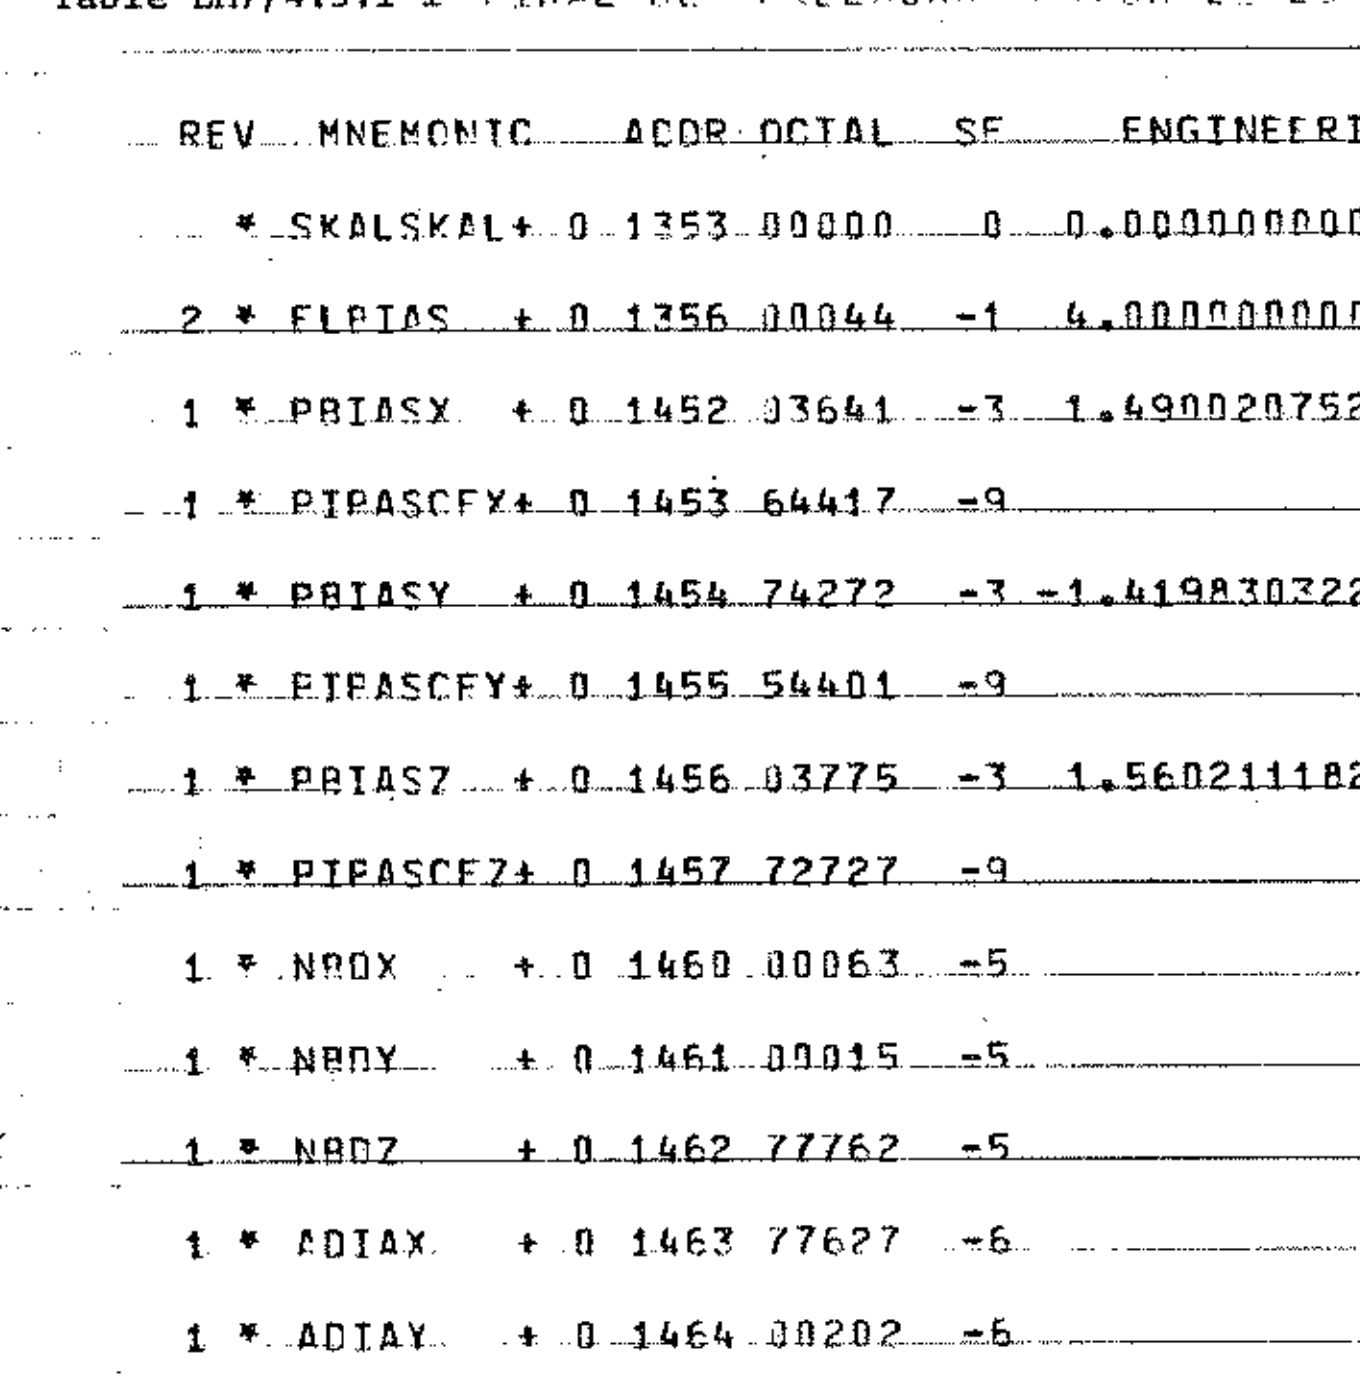 Table
REV MNEMONIC ADDR OCTAL SF ENGINEERI
* SKALSKAL+ 0 1353 00000 0 0.0000000000
2 * ELBIAS + 0 1356 00044 -1 4.000000000
1 * PBIASX + 0 1452 03641 -3 1.490020752
1 * PIPASCFX+ 0 1453 64417 -9
1 * PBIASY + 0 1454 74272 -3 -1.419830322
1 * PIPASCFY+ 0 1455 54401 -9
1 * PBIASZ + 0 1456 03775 -3 1.560211182
1 * PIPASCFZ+ 0 1457 72727 -9
1 * NBDX + 0 1460 00063 -5
1 * NBDY + 0 1461 00015 -5
1 * NBDZ + 0 1462 77762 -5
1 * ADIAX + 0 1463 77627 -6
1 * ADIAY + 0 1464 00202 -6